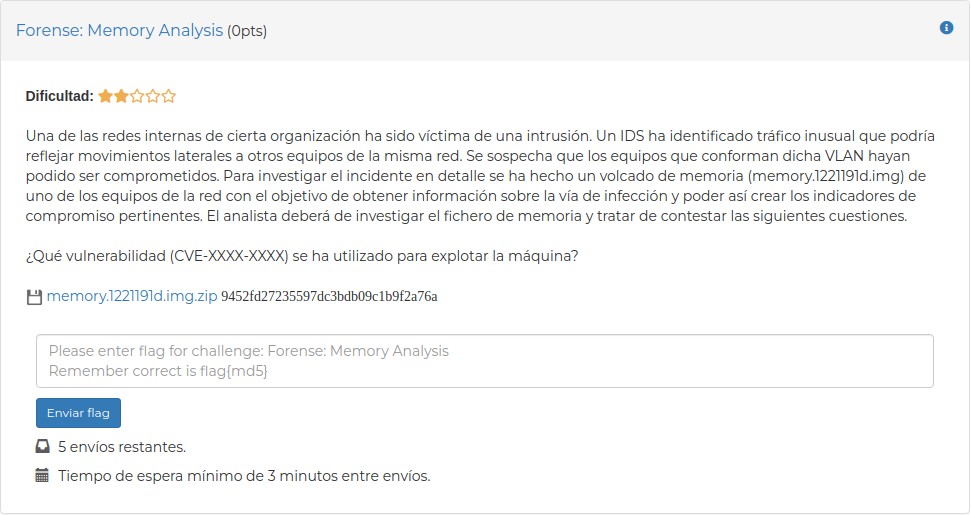 Forense: Memory Analysis (0pts)
Dificultad:
Una de las redes internas de cierta organización ha sido víctima de una intrusión. Un IDS ha identificado tráfico inusual que podría
reflejar movimientos laterales a otros equipos de la misma red. Se sospecha que los equipos que conforman dicha VLAN hayan
podido ser comprometidos. Para investigar el incidente en detalle se ha hecho un volcado de memoria (memory.1221191d.img) de
uno de los equipos de la red con el objetivo de obtener información sobre la vía de infección y poder así crear los indicadores de
compromiso pertinentes. El analista deberá de investigar el fichero de memoria y tratar de contestar las siguientes cuestiones.
¿Qué vulnerabilidad (CVE-XXXX-XXXX) se ha utilizado para explotar la máquina?
memory.1221191d.img.zip 9452fd27235597dc3bdb09c1b9f2a76a
Please enter flag for challenge: Forense: Memory Analysis
Remember correct is flag{md5}
Enviar flag
5 envíos restantes.
Tiempo de espera mínimo de 3 minutos entre envíos.